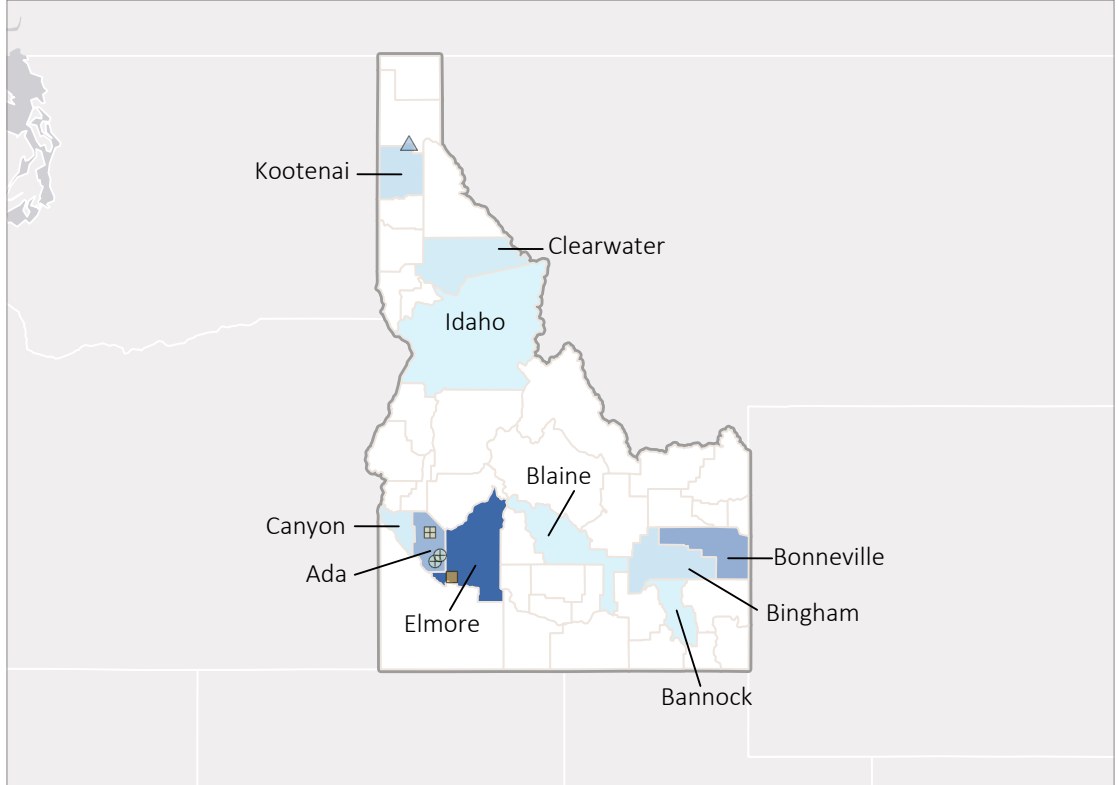 Kootenai
Clearwater
Idaho
Blaine
Canyon
Bonneville
Ada
Bingham
Elmore
Bannock